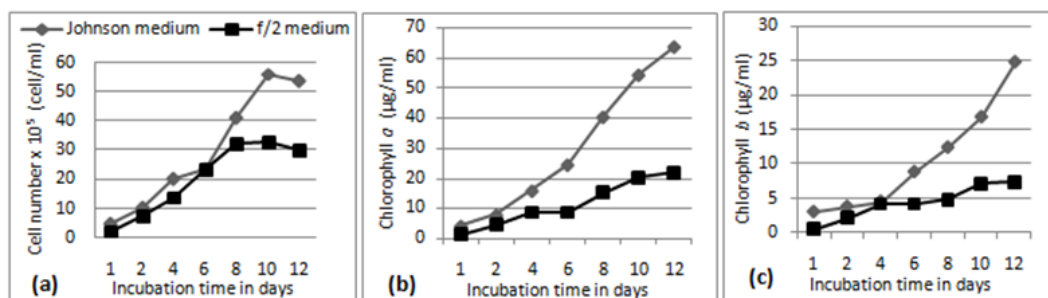 Johnson medium f/2 medium
Cell number x 10⁵ (cell/ml)
60
50
40
30
20
10
0
1 2 4 6 8 10 12
Incubation time in days
(a)
Chlorophyll a (µg/ml)
70
60
50
40
30
20
10
0
1 2 4 6 8 10 12
Incubation time in days
(b)
Chlorophyll b (µg/ml)
30
25
20
15
10
5
0
1 2 4 6 8 10 12
Incubation time in days
(c)